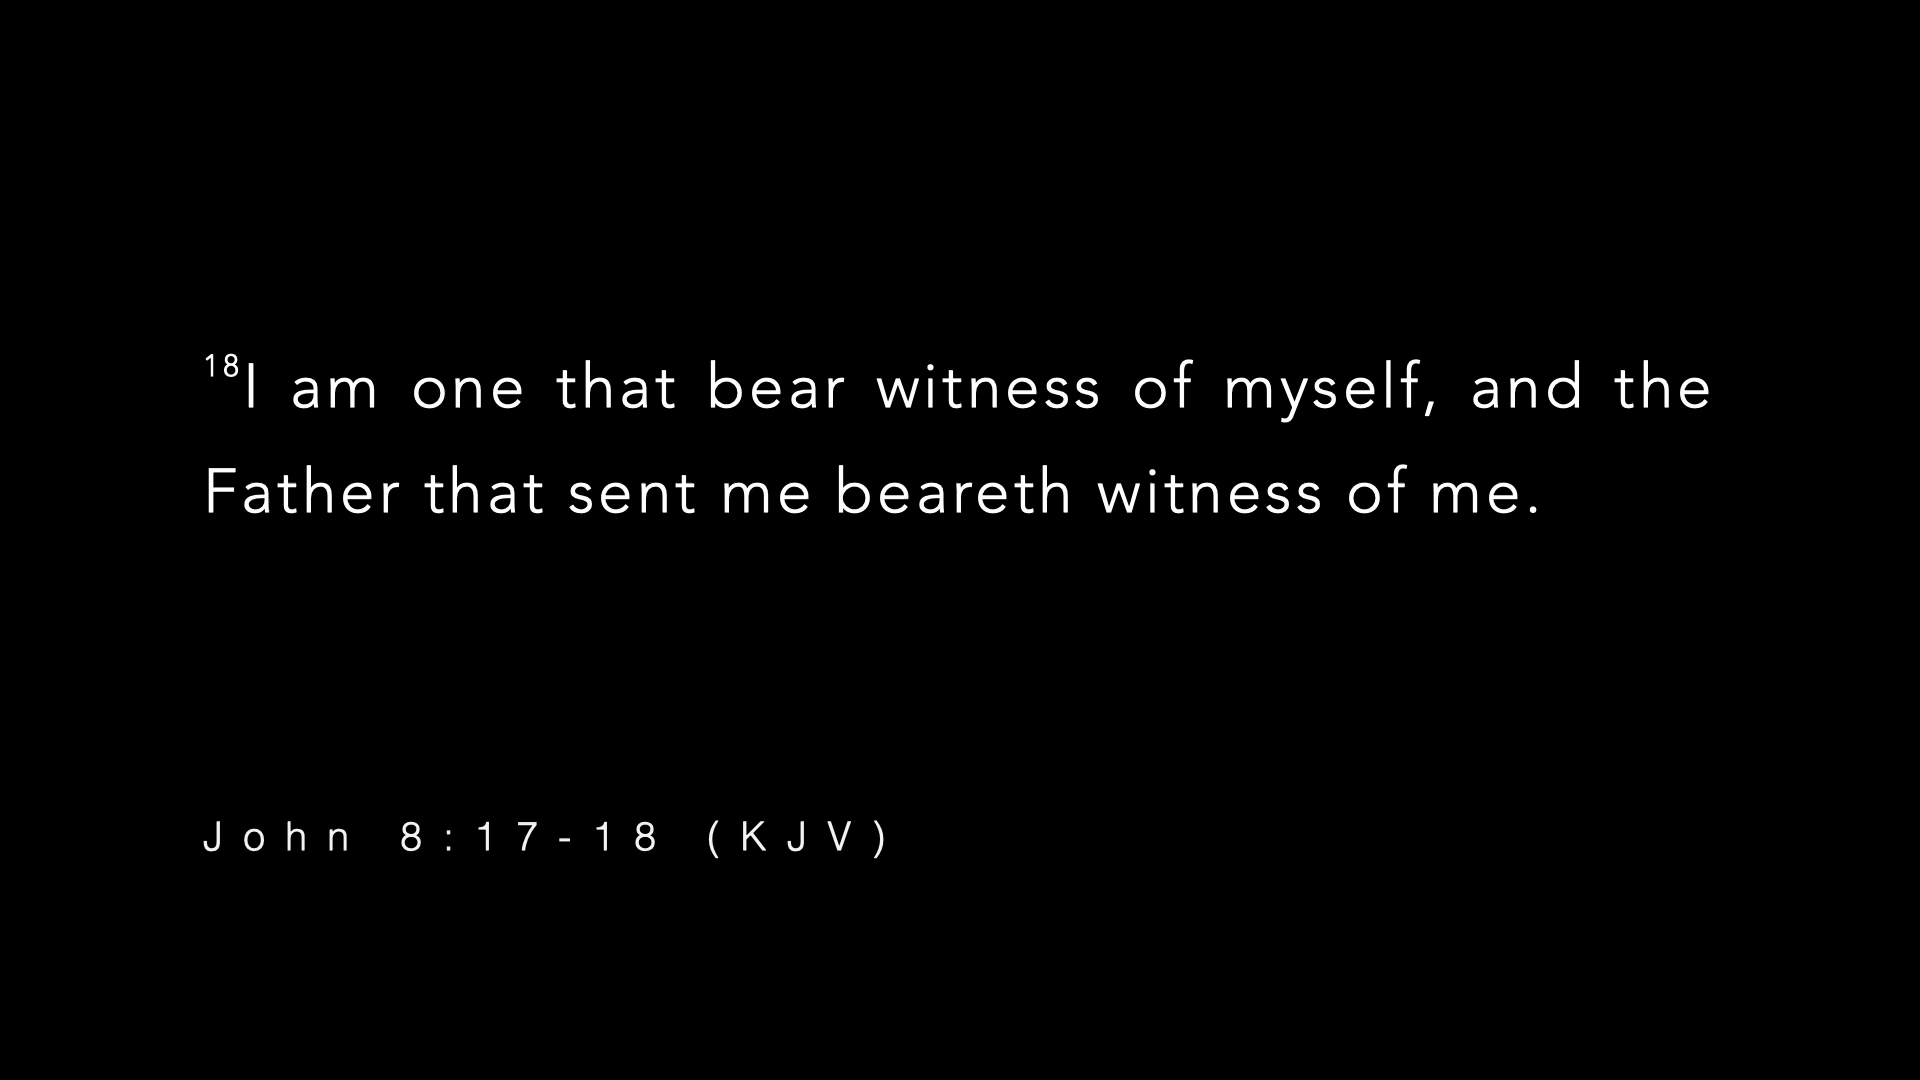 ¹⁸I am one that bear witness of myself, and the
Father that sent me beareth witness of me.
John 8:17-18 (KJV)